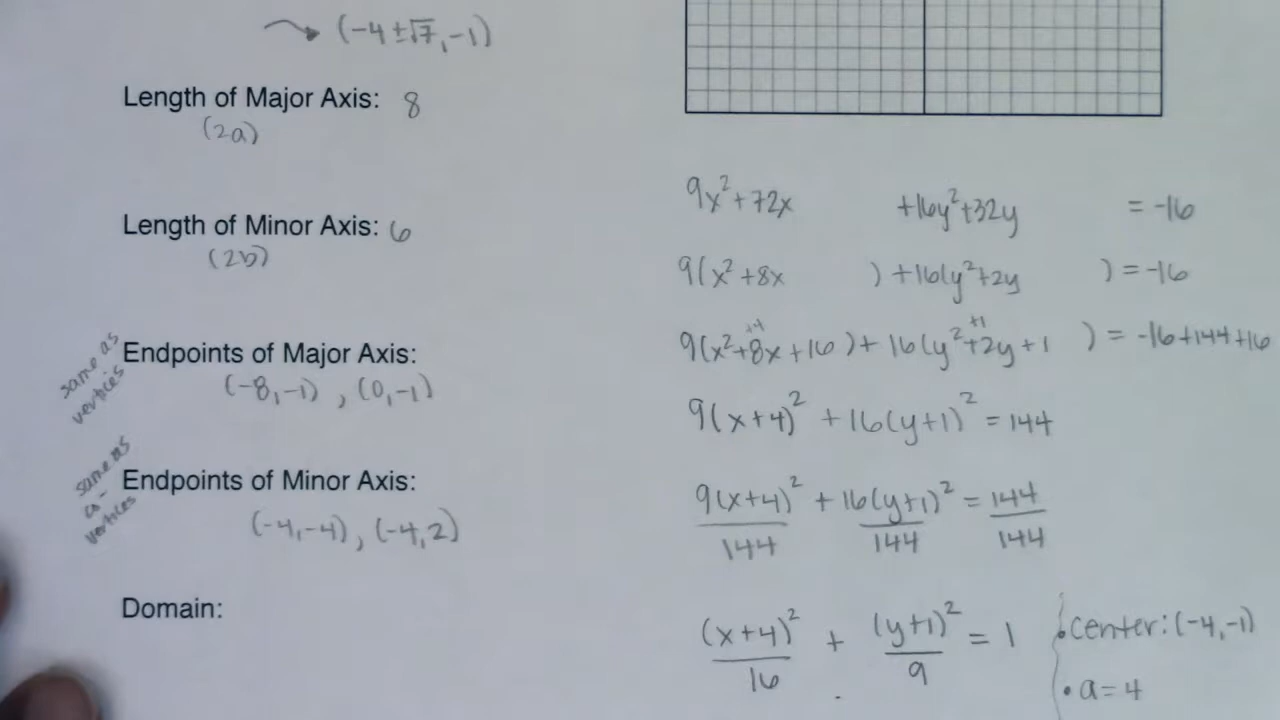 (-4±√7, -1)
Length of Major Axis: 8
(2a)
Length of Minor Axis: 6
(2b)
same as vertices
Endpoints of Major Axis:
(-8,-1), (0,-1)
same as co-vertices
Endpoints of Minor Axis:
(-4,-4), (-4,2)
Domain:
9x²+72x +16y²+32y = -16
9(x²+8x ) +16(y²+2y ) = -16
+4 +1
9(x²+8x+16)+16(y²+2y+1 ) = -16+144+16
9(x+4)² +16(y+1)² = 144
9(x+4)²/144 + 16(y+1)²/144 = 144/144
(x+4)²/16 + (y+1)²/9 = 1
• center: (-4,-1)
• a=4